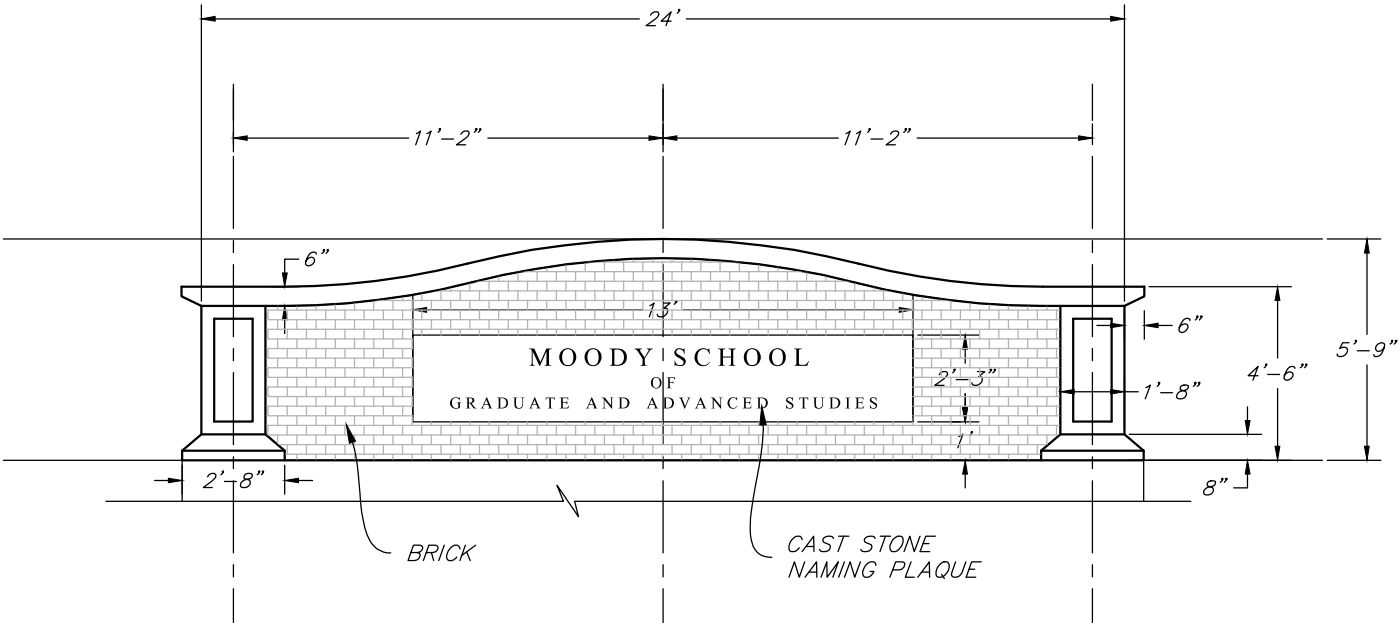 24'
11'-2" 11'-2"
6"
13'
MOODY SCHOOL
OF
GRADUATE AND ADVANCED STUDIES
2'-3"
1'
6"
5'-9"
4'-6"
1'-8"
2'-8"
8"
BRICK
CAST STONE
NAMING PLAQUE